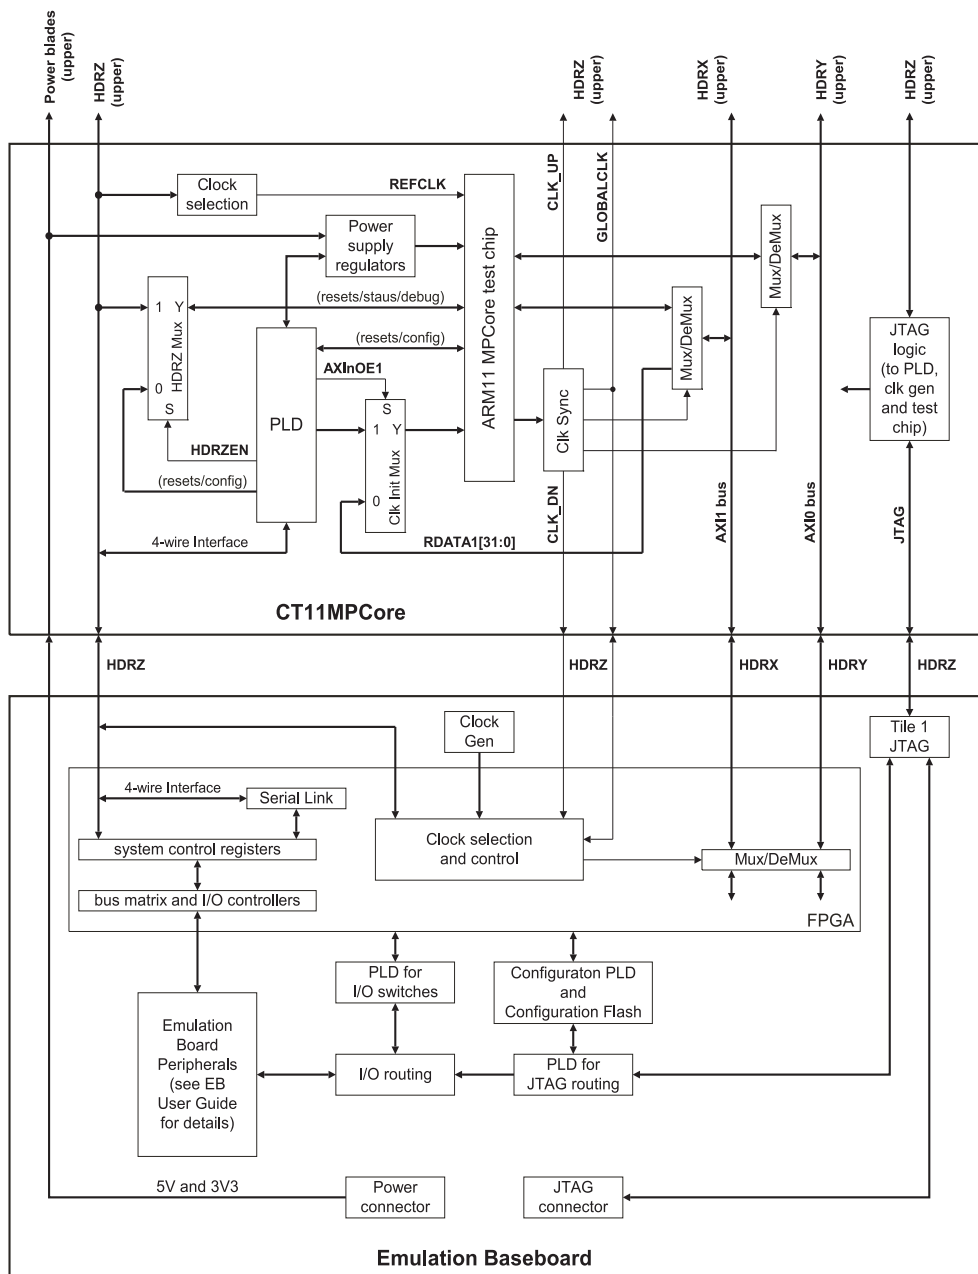 Power blades
(upper)
HDRZ
(upper)
HDRZ
(upper)
HDRX
(upper)
HDRY
(upper)
HDRZ
(upper)
Clock
selection
REFCLK
CLK_UP
GLOBALCLK
Power
supply
regulators
ARM11 MPCore test chip
Mux/DeMux
1 Y
HDRZ Mux
0
S
(resets/staus/debug)
(resets/config)
AXInOE1
PLD
S
1 Y
Clk Init Mux
0
Clk Sync
Mux/DeMux
JTAG
logic
(to PLD,
clk gen
and test
chip)
HDRZEN
(resets/config)
4-wire Interface
RDATA1[31:0]
CLK_DN
AXI1 bus
AXI0 bus
JTAG
CT11MPCore
HDRZ
HDRZ
HDRX
HDRY
HDRZ
Clock
Gen
Tile 1
JTAG
4-wire Interface
Serial Link
system control registers
bus matrix and I/O controllers
Clock selection
and control
Mux/DeMux
FPGA
PLD for
I/O switches
Configuraton PLD
and
Configuration Flash
Emulation
Board
Peripherals
(see EB
User Guide
for details)
I/O routing
PLD for
JTAG routing
5V and 3V3
Power
connector
JTAG
connector
Emulation Baseboard